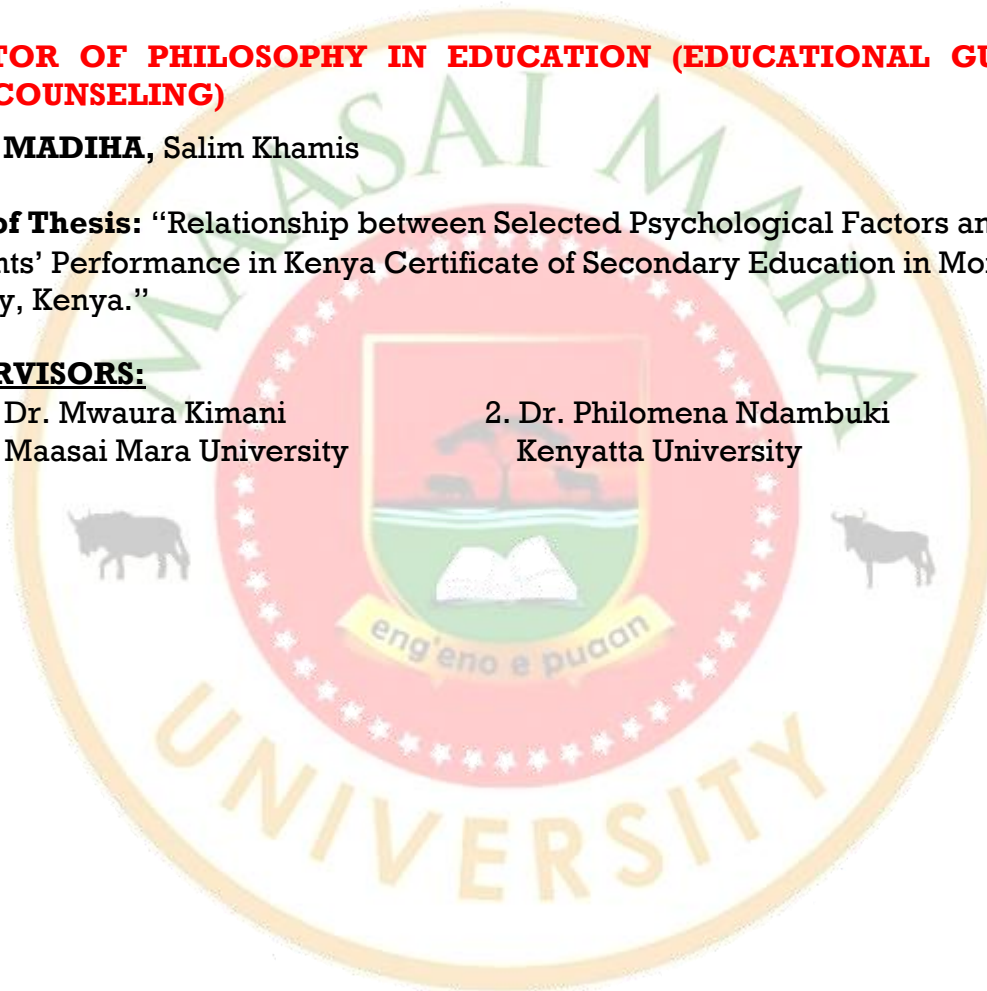 TOR OF PHILOSOPHY IN EDUCATION (EDUCATIONAL GU
COUNSELING)
MADIHA, Salim Khamis
of Thesis: “Relationship between Selected Psychological Factors an
nts’ Performance in Kenya Certificate of Secondary Education in Mo
y, Kenya.”
RVISORS:
Dr. Mwaura Kimani 2. Dr. Philomena Ndambuki
Maasai Mara University Kenyatta University
MAASAI MARA
eng'eno e puaan
UNIVERSITY